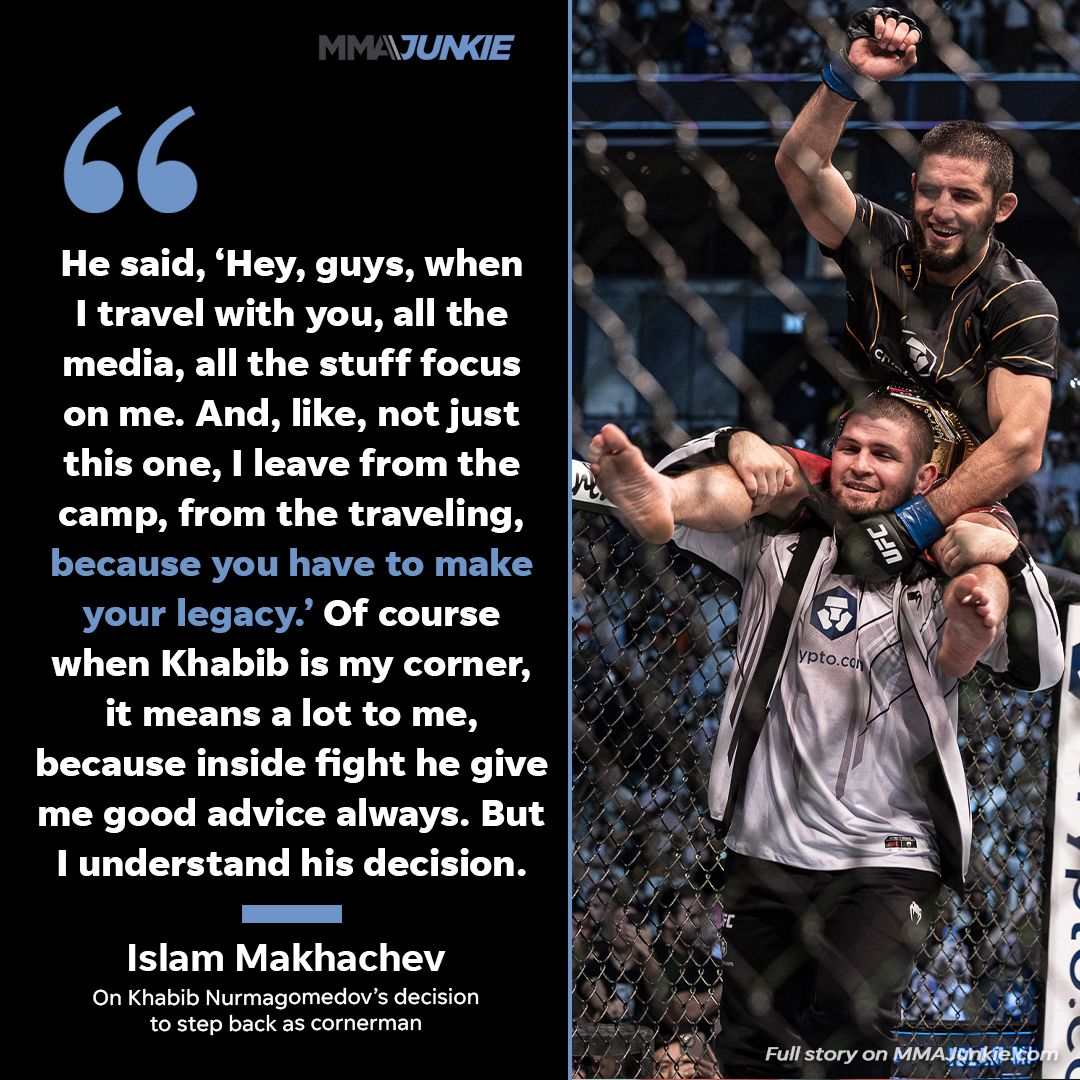 MMA JUNKIE
He said, ‘Hey, guys, when
I travel with you, all the
media, all the stuff focus
on me. And, like, not just
this one, I leave from the
camp, from the traveling,
because you have to make
your legacy.’ Of course
when Khabib is my corner,
it means a lot to me,
because inside fight he give
me good advice always. But
I understand his decision.
Islam Makhachev
On Khabib Nurmagomedov’s decision
to step back as cornerman
UFC
ypto.com
Full story on MMAJunkie.com